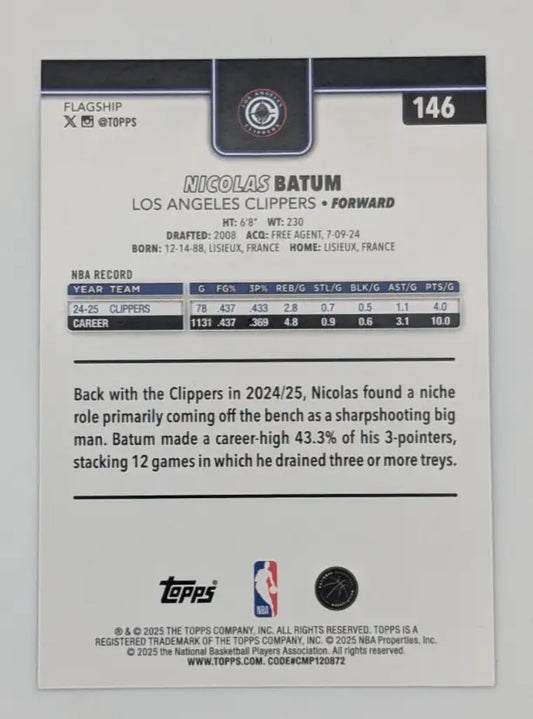 FLAGSHIP
146
@TOPPS
LOS ANGELES
CLIPPERS
NICOLAS BATUM
LOS ANGELES CLIPPERS • FORWARD
HT: 6'8" WT: 230
DRAFTED: 2008 ACQ: FREE AGENT, 7-09-24
BORN: 12-14-88, LISIEUX, FRANCE HOME: LISIEUX, FRANCE
NBA RECORD
YEAR TEAM G FG% 3P% REB/G STL/G BLK/G AST/G PTS/G
24-25 CLIPPERS 78 .437 .433 2.8 0.7 0.5 1.1 4.0
CAREER 1131 .437 .369 4.8 0.9 0.6 3.1 10.0
Back with the Clippers in 2024/25, Nicolas found a niche
role primarily coming off the bench as a sharpshooting big
man. Batum made a career-high 43.3% of his 3-pointers,
stacking 12 games in which he drained three or more treys.
Topps
NBA
® & © 2025 THE TOPPS COMPANY, INC. ALL RIGHTS RESERVED. TOPPS IS A
REGISTERED TRADEMARK OF THE TOPPS COMPANY, INC. © 2025 NBA Properties, Inc.
© 2025 the National Basketball Players Association. All rights reserved.
WWW.TOPPS.COM. CODE#CMP120872